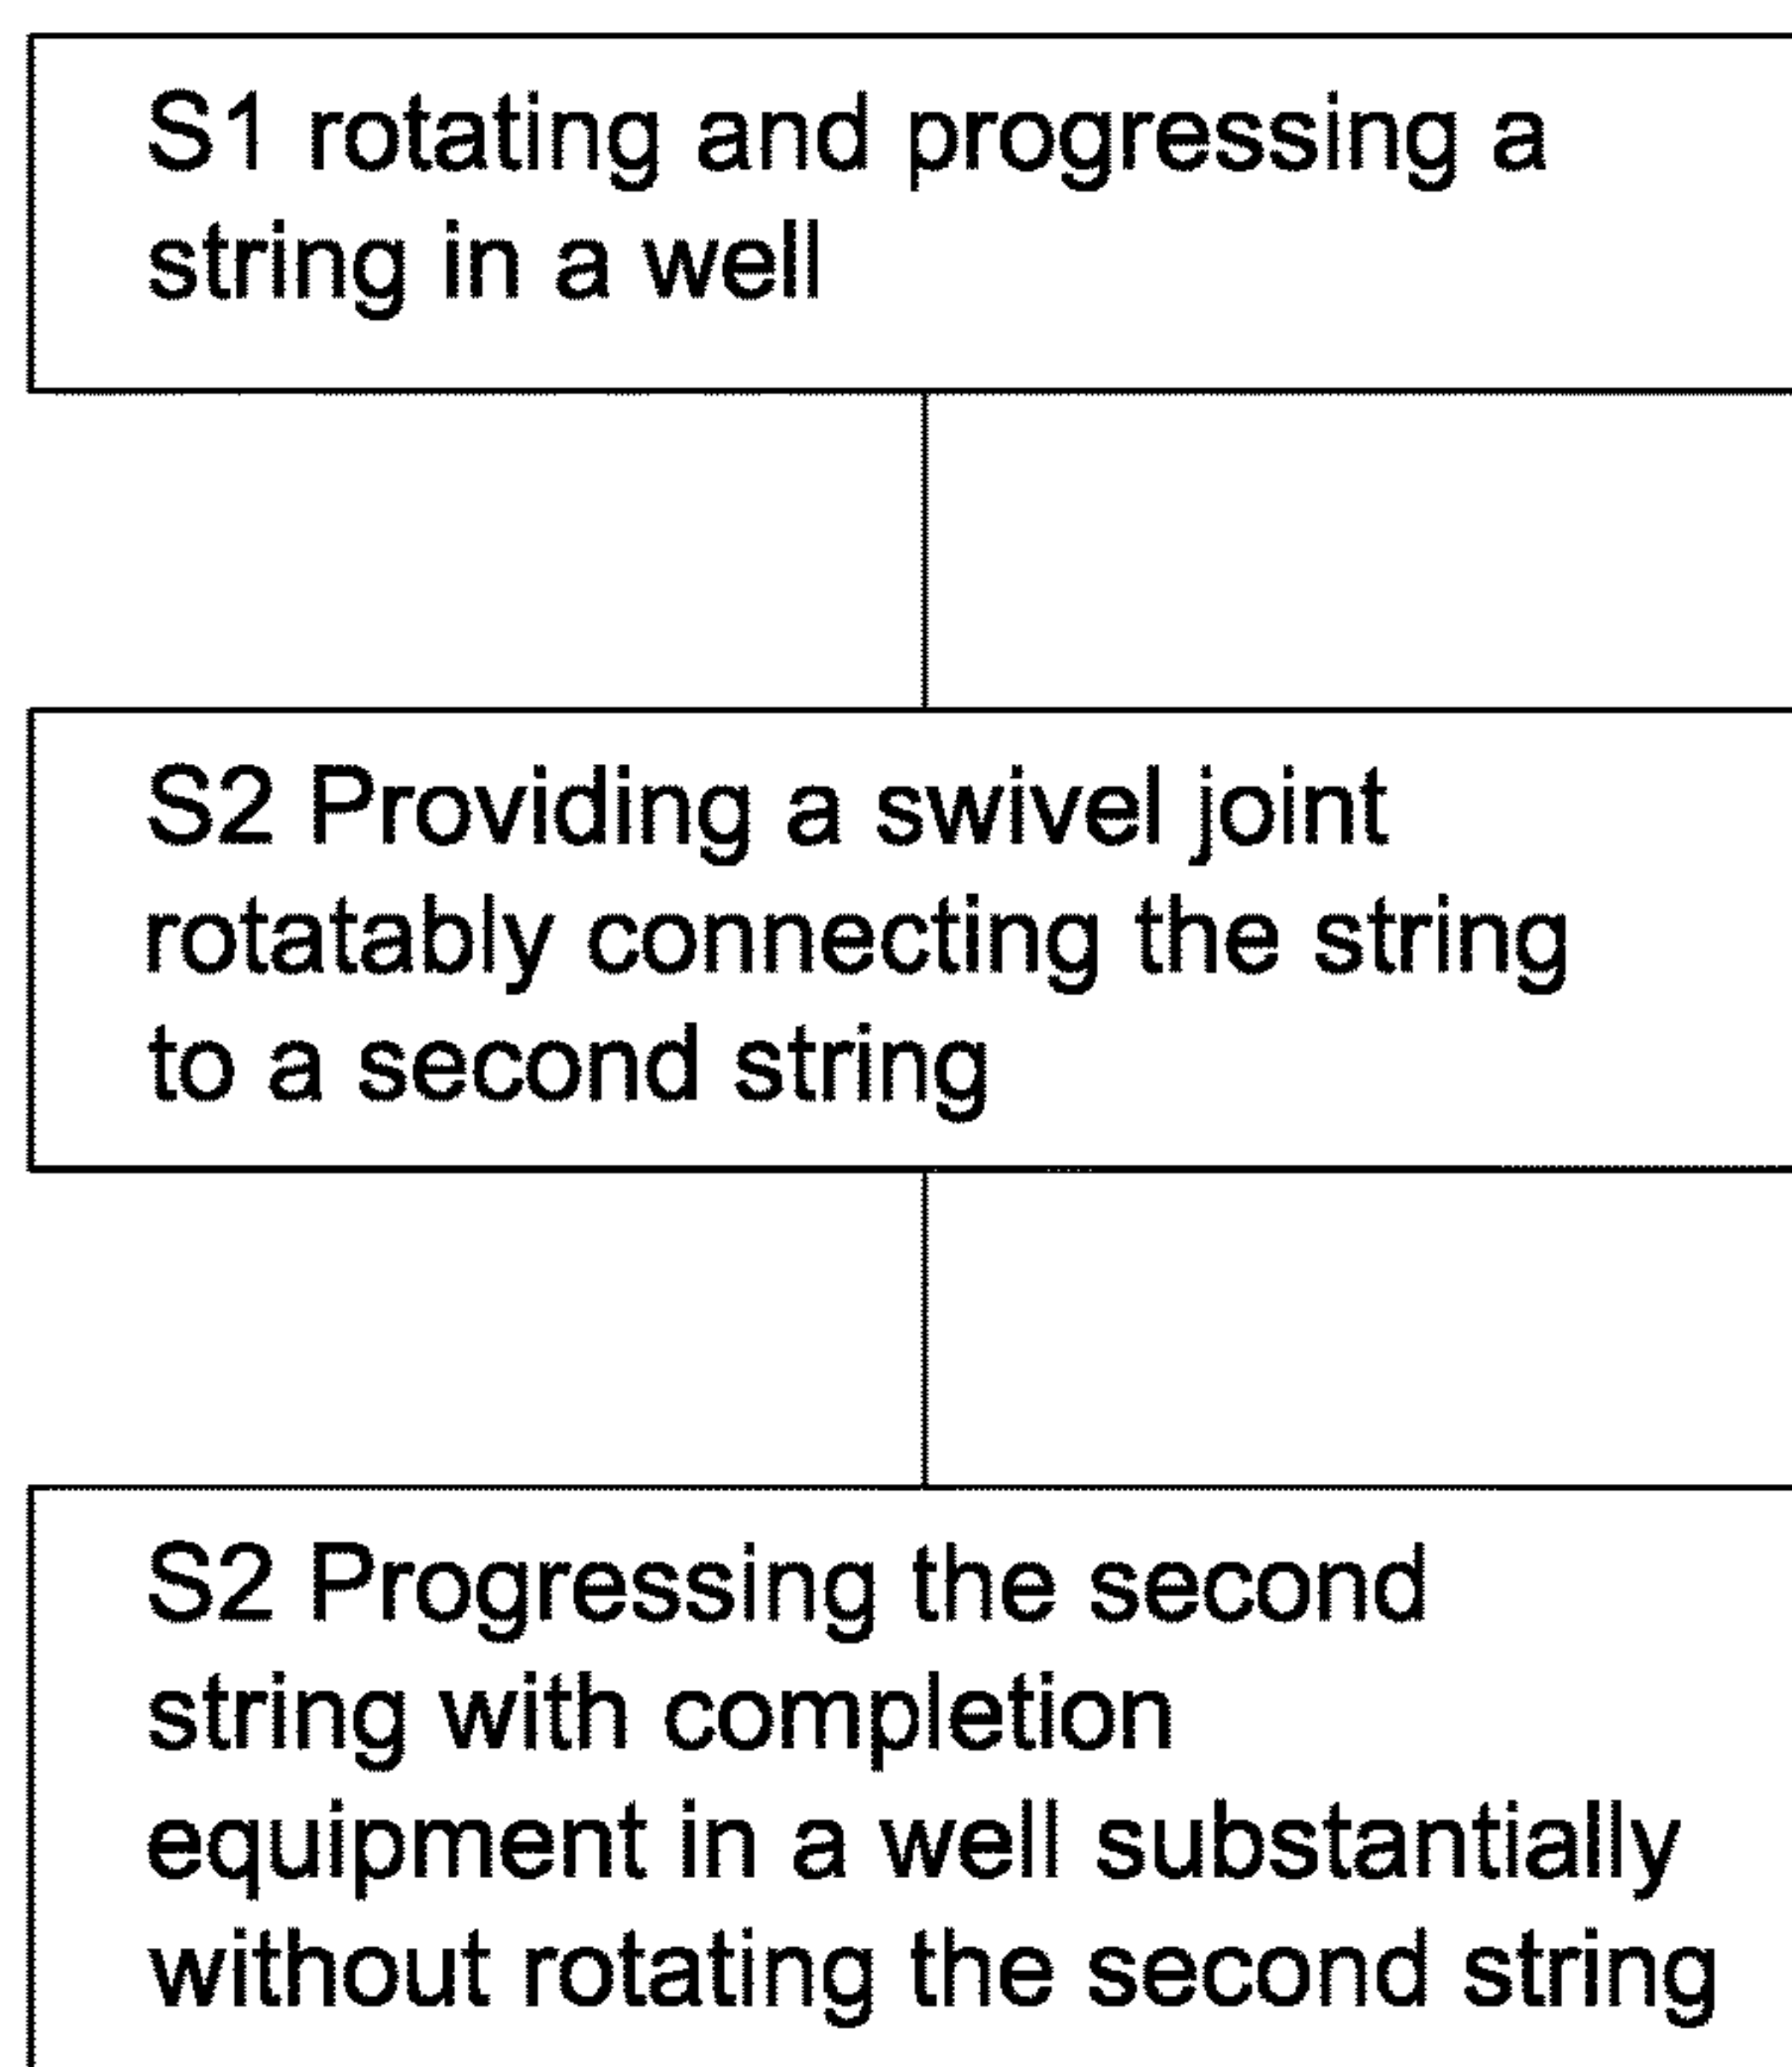 S1 rotating and progressing a
string in a well
S2 Providing a swivel joint
rotatably connecting the string
to a second string
S2 Progressing the second
string with completion
equipment in a well substantially
without rotating the second string